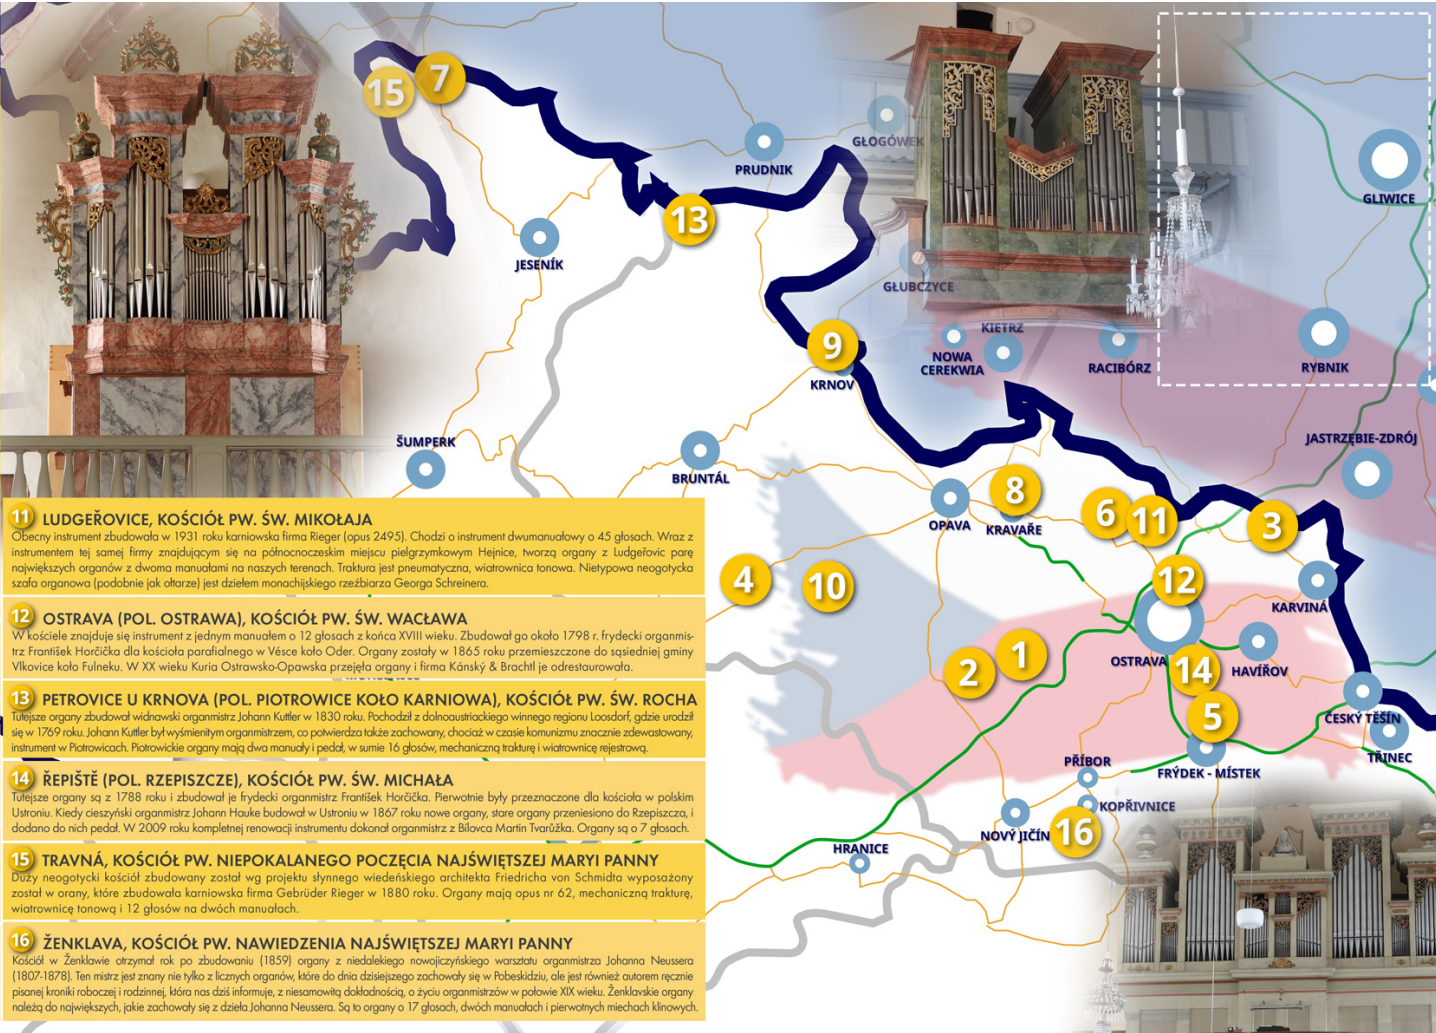 15
7
GŁOGÓWEK
PRUDNIK
GLIWICE
13
JESENÍK
GŁUBCZYCE
KIETRZ
9
NOWA
CEREKWIA
RACIBÓRZ
RYBNIK
KRNOV
ŠUMPERK
JASTRZĘBIE-ZDRÓJ
BRUNTÁL
8
OPAVA
KRAVAŘE
6
11
3
4
10
12
KARVINÁ
OSTRAVA
14
HAVÍŘOV
2
1
5
ČESKÝ TĚŠÍN
TŘINEC
PŘÍBOR
FRÝDEK - MÍSTEK
KOPŘIVNICE
NOVÝ JIČÍN
16
HRANICE
11 LUDGEŘOVICE, KOŚCIÓŁ PW. ŚW. MIKOŁAJA
Obecny instrument zbudowała w 1931 roku karniowska firma Rieger (opus 2495). Chodzi o instrument dwumanuałowy o 45 głosach. Wraz z
instrumentem tej samej firmy znajdującym się na północnoczeskim miejscu pielgrzymkowym Hejnice, tworzą organy z Ludgeřovic parę
największych organów z dwoma manuałami na naszych terenach. Traktura jest pneumatyczna, wiatrownica tonowa. Nietypowa neogotycka
szafa organowa (podobnie jak ołtarze) jest dziełem monachijskiego rzeźbiarza Georga Schreinera.
12 OSTRAVA (POL. OSTRAWA), KOŚCIÓŁ PW. ŚW. WACŁAWA
W kościele znajduje się instrument z jednym manuałem o 12 głosach z końca XVIII wieku. Zbudował go około 1798 r. frydecki organmis-
trz František Horčička dla kościoła parafialnego w Vésce koło Oder. Organy zostały w 1865 roku przemieszczone do sąsiedniej gminy
Vlkovice koło Fulneku. W XX wieku Kuria Ostrawsko-Opawska przejęła organy i firma Kánský & Brachtl je odrestaurowała.
13 PETROVICE U KRNOVA (POL. PIOTROWICE KOŁO KARNIOWA), KOŚCIÓŁ PW. ŚW. ROCHA
Tutejsze organy zbudował widnawski organmistrz Johann Kuttler w 1830 roku. Pochodził z dolnoaustriackiego winnego regionu Loosdorf, gdzie urodził
się w 1769 roku. Johann Kuttler był wyśmienitym organmistrzem, co potwierdza także zachowany, chociaż w czasie komunizmu znacznie zdewastowany,
instrument w Piotrowicach. Piotrowickie organy mają dwa manuały i pedał, w sumie 16 głosów, mechaniczną trakturę i wiatrownicę rejestrową.
14 ŘEPIŠTĚ (POL. RZEPISZCZE), KOŚCIÓŁ PW. ŚW. MICHAŁA
Tutejsze organy są z 1788 roku i zbudował je frydecki organmistrz František Horčička. Pierwotnie były przeznaczone dla kościoła w polskim
Ustroniu. Kiedy cieszyński organmistrz Johann Hauke budował w Ustroniu w 1867 roku nowe organy, stare organy przeniesiono do Rzepiszcza, i
dodano do nich pedał. W 2009 roku kompletnej renowacji instrumentu dokonał organmistrz z Bílovca Martin Tvarůžka. Organy są o 7 głosach.
15 TRAVNÁ, KOŚCIÓŁ PW. NIEPOKALANEGO POCZĘCIA NAJŚWIĘTSZEJ MARYI PANNY
Duży neogotycki kościół zbudowany został wg projektu słynnego wiedeńskiego architekta Friedricha von Schmidta wyposażony
został w orany, które zbudowała karniowska firma Gebrüder Rieger w 1880 roku. Organy mają opus nr 62, mechaniczną trakturę,
wiatrownicę tonową i 12 głosów na dwóch manuałach.
16 ŽENKLAVA, KOŚCIÓŁ PW. NAWIEDZENIA NAJŚWIĘTSZEJ MARYI PANNY
Kościół w Ženklawie otrzymał rok po zbudowaniu (1859) organy z niedalekiego nowojiczyńskiego warsztatu organmistrza Johanna Neussera
(1807-1878). Ten mistrz jest znany nie tylko z licznych organów, które do dnia dzisiejszego zachowały się w Pobeskidziu, ale jest również autorem ręcznie
pisanej kroniki roboczej i rodzinnej, która nas dziś informuje, z niesamowitą dokładnością, o życiu organmistrzów w połowie XIX wieku. Ženklavskie organy
należą do największych, jakie zachowały się z dzieła Johanna Neussera. Są to organy o 17 głosach, dwóch manuałach i pierwotnych miechach klinowych.